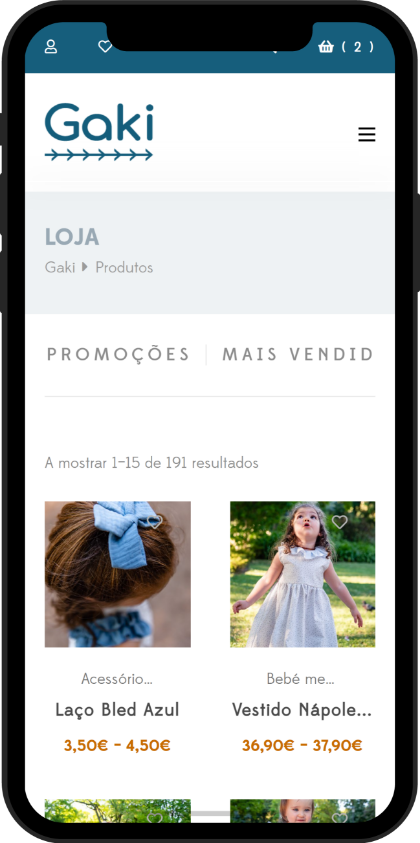 ( 2 )
Gaki
LOJA
Gaki Produtos
PROMOÇÕES MAIS VENDID
A mostrar 1–15 de 191 resultados
Acessório... Bebé me...
Laço Bled Azul Vestido Nápole...
3,50€ – 4,50€ 36,90€ – 37,90€